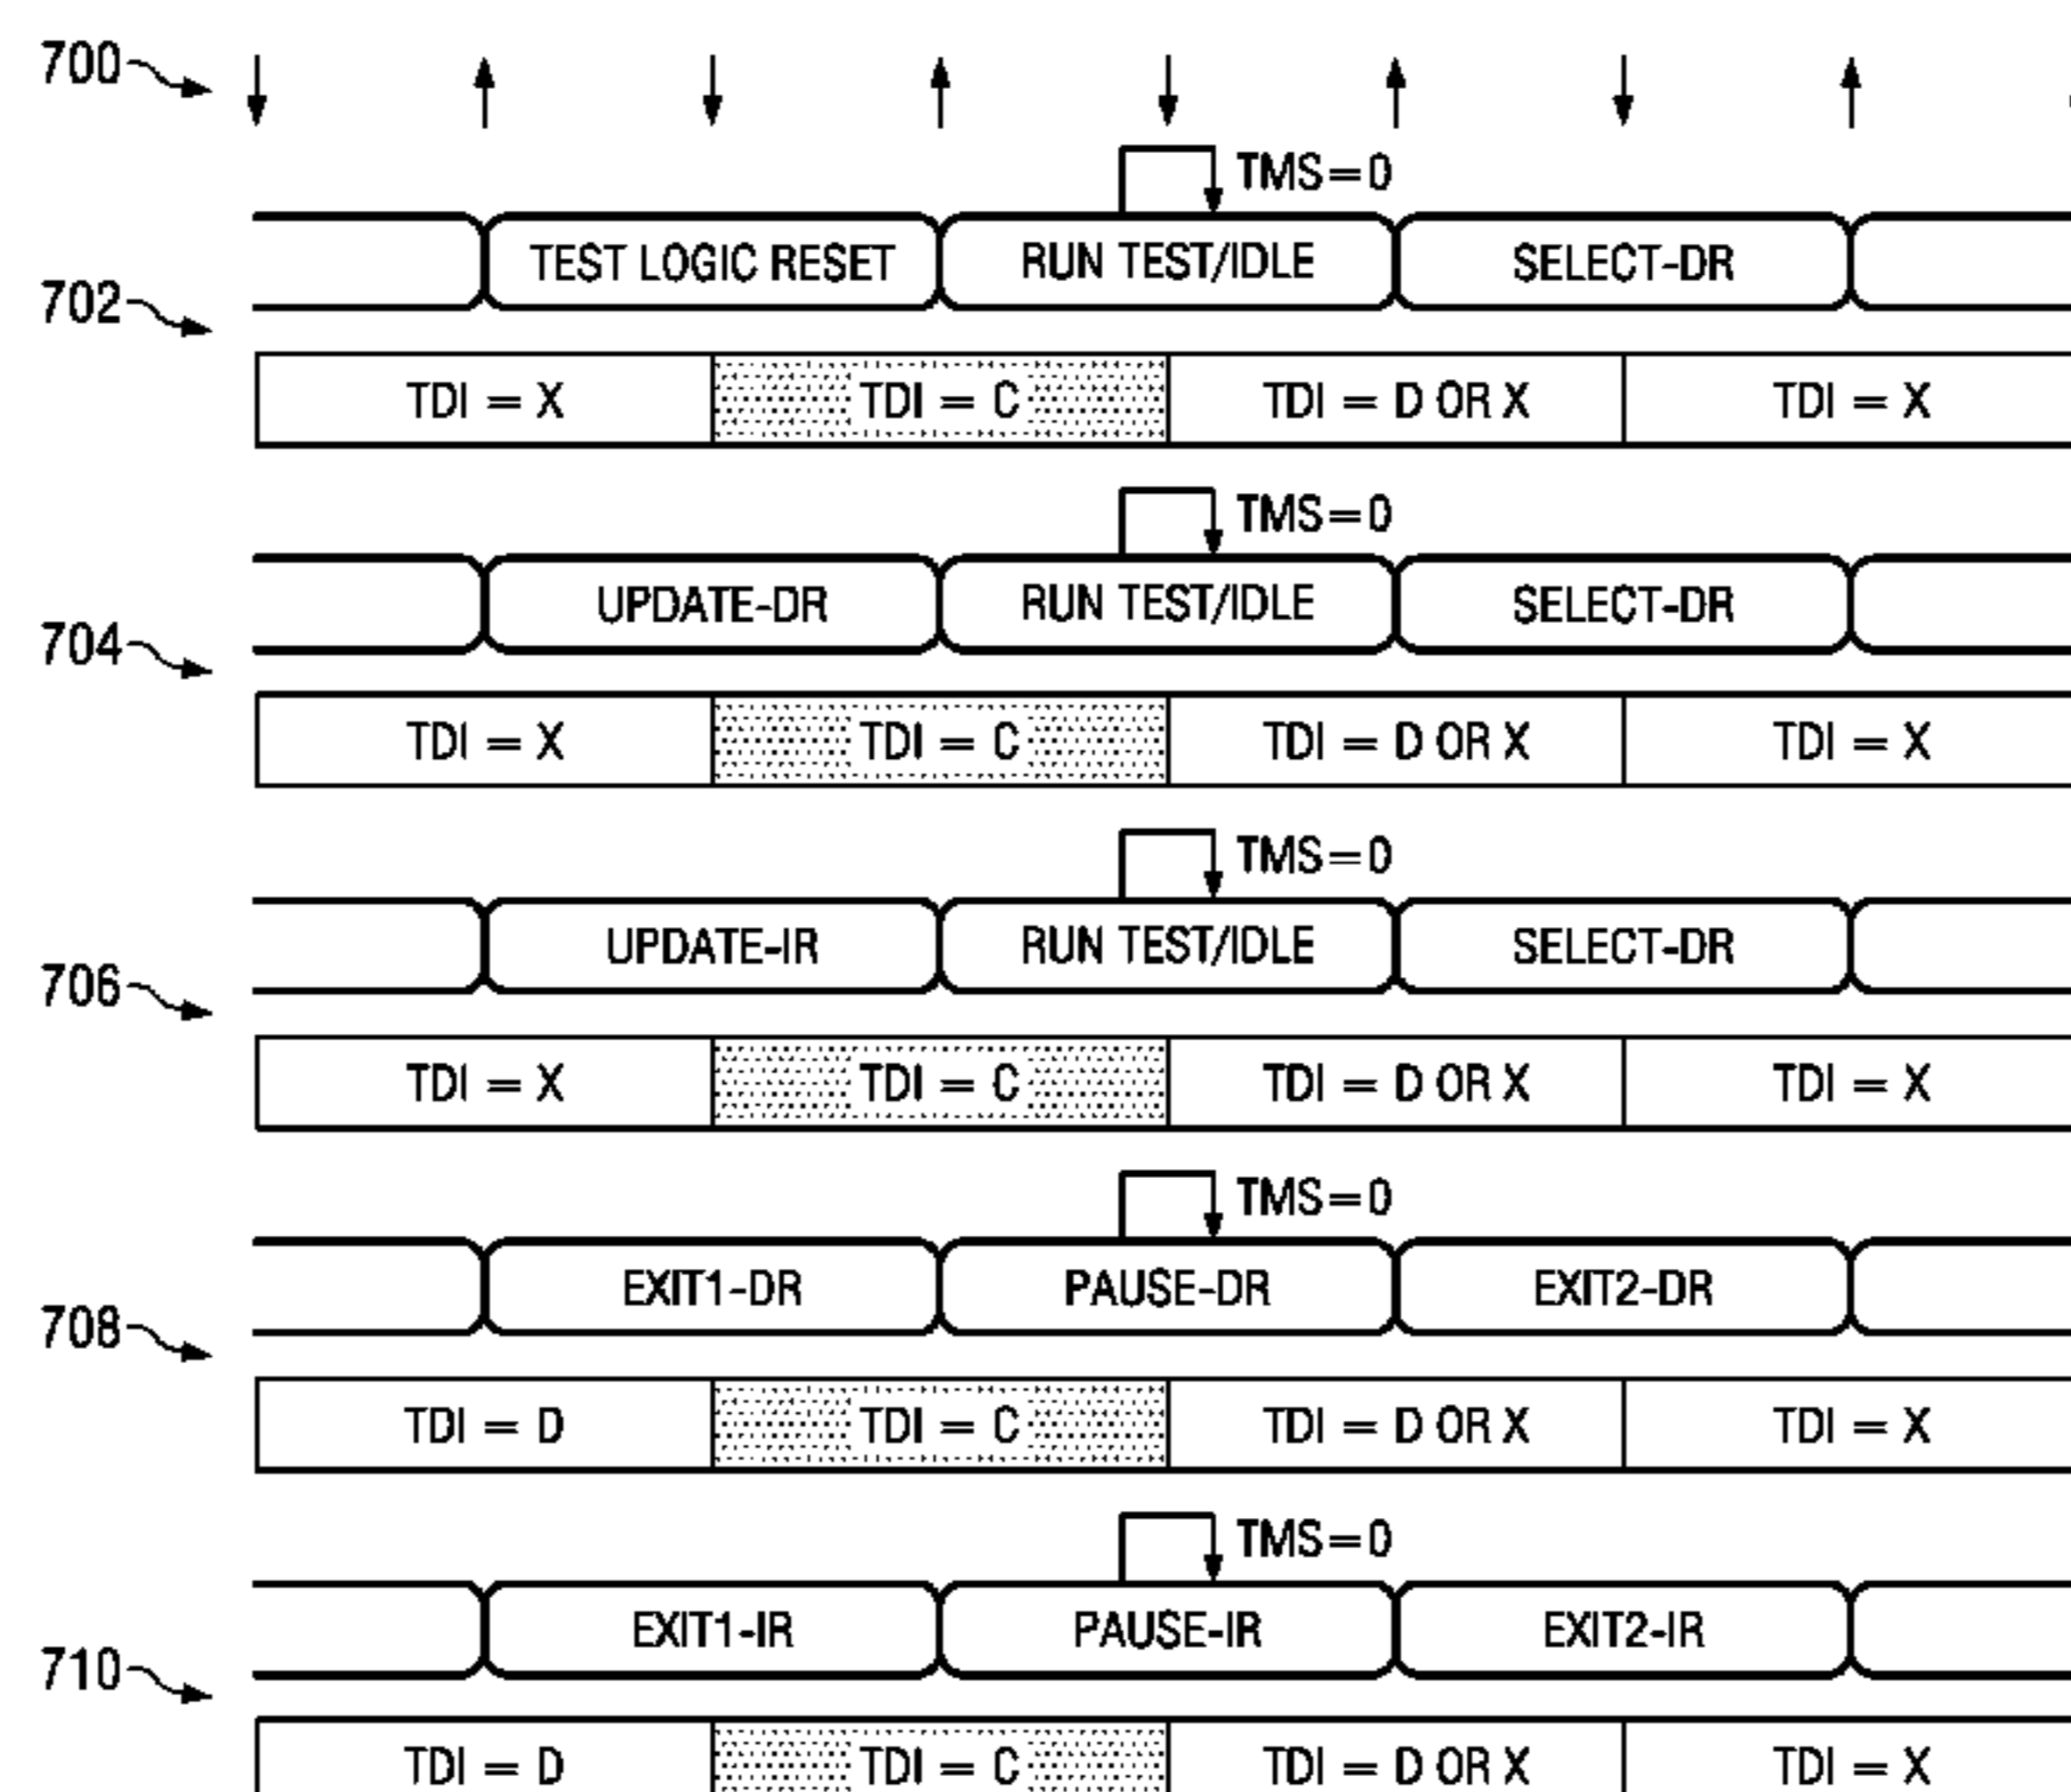 700
TMS=0
TEST LOGIC RESET RUN TEST/IDLE SELECT-DR
702
TDI = X TDI = C TDI = D OR X TDI = X
TMS=0
UPDATE-DR RUN TEST/IDLE SELECT-DR
704
TDI = X TDI = C TDI = D OR X TDI = X
TMS=0
UPDATE-IR RUN TEST/IDLE SELECT-DR
706
TDI = X TDI = C TDI = D OR X TDI = X
TMS=0
EXIT1-DR PAUSE-DR EXIT2-DR
708
TDI = D TDI = C TDI = D OR X TDI = X
TMS=0
EXIT1-IR PAUSE-IR EXIT2-IR
710
TDI = D TDI = C TDI = D OR X TDI = X